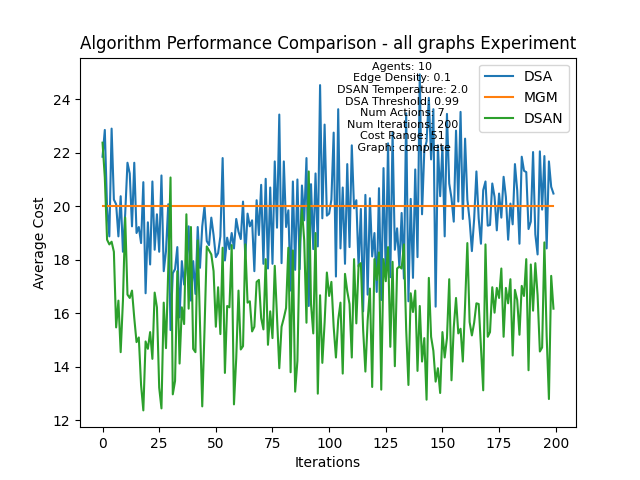 Algorithm Performance Comparison - all graphs Experiment
Agents: 10
Edge Density: 0.1
DSAN Temperature: 2.0
DSA Threshold: 0.99
Num Actions: 7
Num Iterations: 200
Cost Range: 51
Graph: complete
DSA
MGM
DSAN
Average Cost
24
22
20
18
16
14
12
0
25
50
75
100
125
150
175
200
Iterations